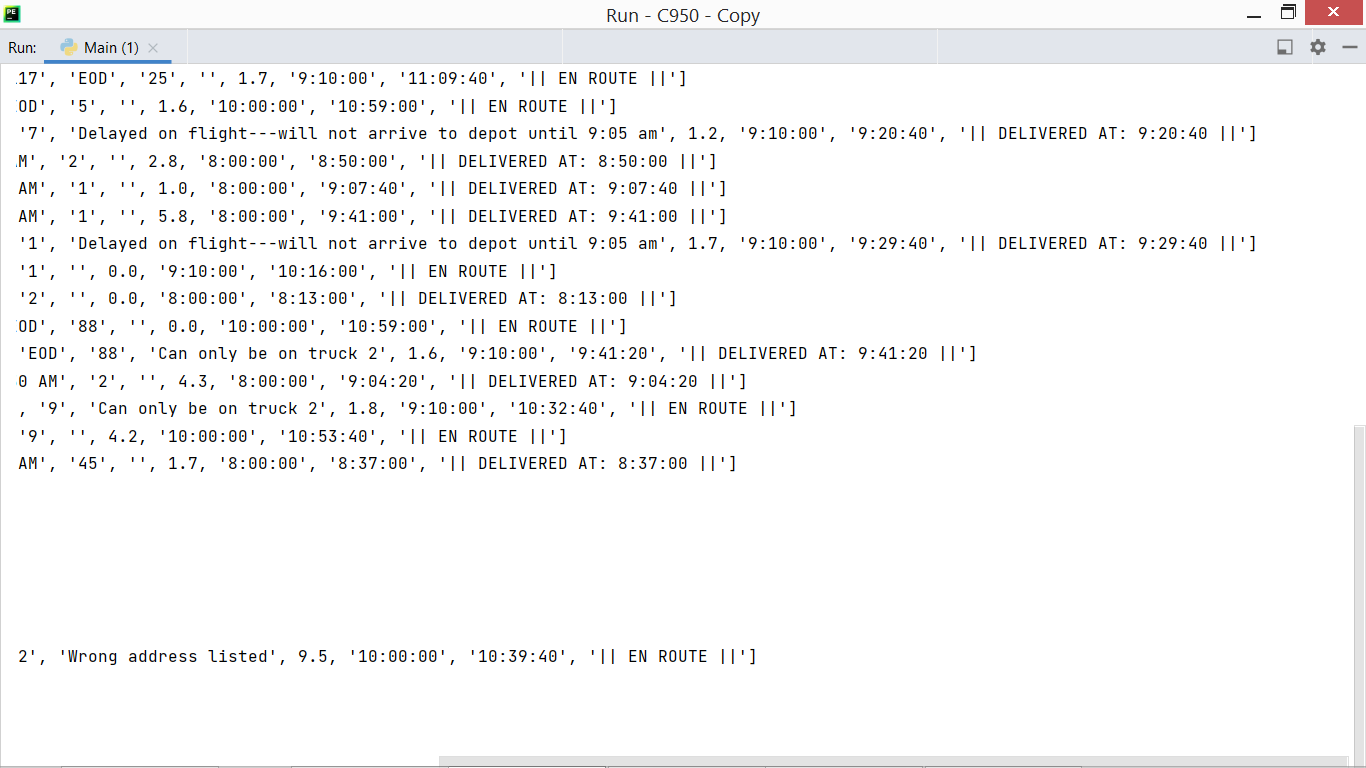 Run - C950 - Copy
Run: Main (1)
17', 'EOD', '25', '', 1.7, '9:10:00', '11:09:40', '|| EN ROUTE ||']
OD', '5', '', 1.6, '10:00:00', '10:59:00', '|| EN ROUTE ||']
'7', 'Delayed on flight---will not arrive to depot until 9:05 am', 1.2, '9:10:00', '9:20:40', '|| DELIVERED AT: 9:20:40 ||']
M', '2', '', 2.8, '8:00:00', '8:50:00', '|| DELIVERED AT: 8:50:00 ||']
AM', '1', '', 1.0, '8:00:00', '9:07:40', '|| DELIVERED AT: 9:07:40 ||']
AM', '1', '', 5.8, '8:00:00', '9:41:00', '|| DELIVERED AT: 9:41:00 ||']
'1', 'Delayed on flight---will not arrive to depot until 9:05 am', 1.7, '9:10:00', '9:29:40', '|| DELIVERED AT: 9:29:40 ||']
'1', '', 0.0, '9:10:00', '10:16:00', '|| EN ROUTE ||']
'2', '', 0.0, '8:00:00', '8:13:00', '|| DELIVERED AT: 8:13:00 ||']
OD', '88', '', 0.0, '10:00:00', '10:59:00', '|| EN ROUTE ||']
'EOD', '88', 'Can only be on truck 2', 1.6, '9:10:00', '9:41:20', '|| DELIVERED AT: 9:41:20 ||']
0 AM', '2', '', 4.3, '8:00:00', '9:04:20', '|| DELIVERED AT: 9:04:20 ||']
, '9', 'Can only be on truck 2', 1.8, '9:10:00', '10:32:40', '|| EN ROUTE ||']
'9', '', 4.2, '10:00:00', '10:53:40', '|| EN ROUTE ||']
AM', '45', '', 1.7, '8:00:00', '8:37:00', '|| DELIVERED AT: 8:37:00 ||']
2', 'Wrong address listed', 9.5, '10:00:00', '10:39:40', '|| EN ROUTE ||']